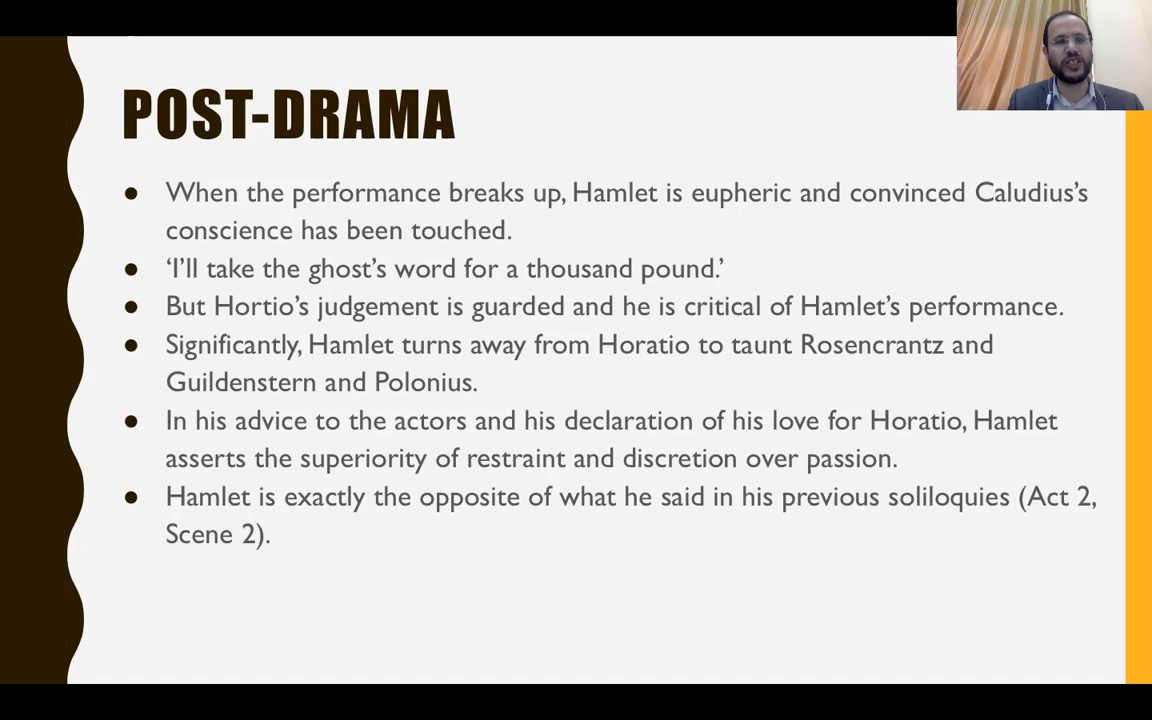 POST-DRAMA
● When the performance breaks up, Hamlet is eupheric and convinced Caludius’s
conscience has been touched.
● ‘I’ll take the ghost’s word for a thousand pound.’
● But Hortio’s judgement is guarded and he is critical of Hamlet’s performance.
● Significantly, Hamlet turns away from Horatio to taunt Rosencrantz and
Guildenstern and Polonius.
● In his advice to the actors and his declaration of his love for Horatio, Hamlet
asserts the superiority of restraint and discretion over passion.
● Hamlet is exactly the opposite of what he said in his previous soliloquies (Act 2,
Scene 2).